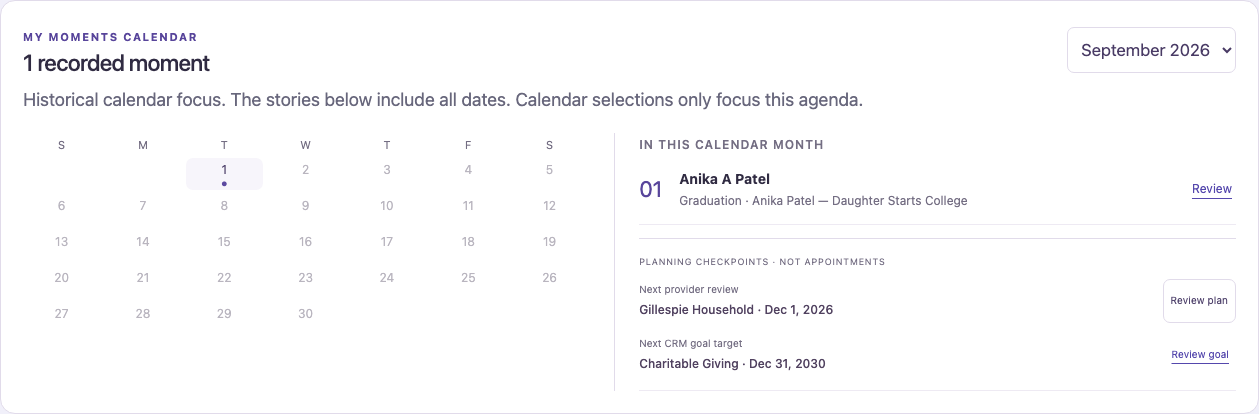 MY MOMENTS CALENDAR
1 recorded moment
September 2026
Historical calendar focus. The stories below include all dates. Calendar selections only focus this agenda.
S M T W T F S
1 2 3 4 5
6 7 8 9 10 11 12
13 14 15 16 17 18 19
20 21 22 23 24 25 26
27 28 29 30
IN THIS CALENDAR MONTH
01
Anika A Patel
Graduation · Anika Patel — Daughter Starts College
Review
PLANNING CHECKPOINTS · NOT APPOINTMENTS
Next provider review
Gillespie Household · Dec 1, 2026
Review plan
Next CRM goal target
Charitable Giving · Dec 31, 2030
Review goal